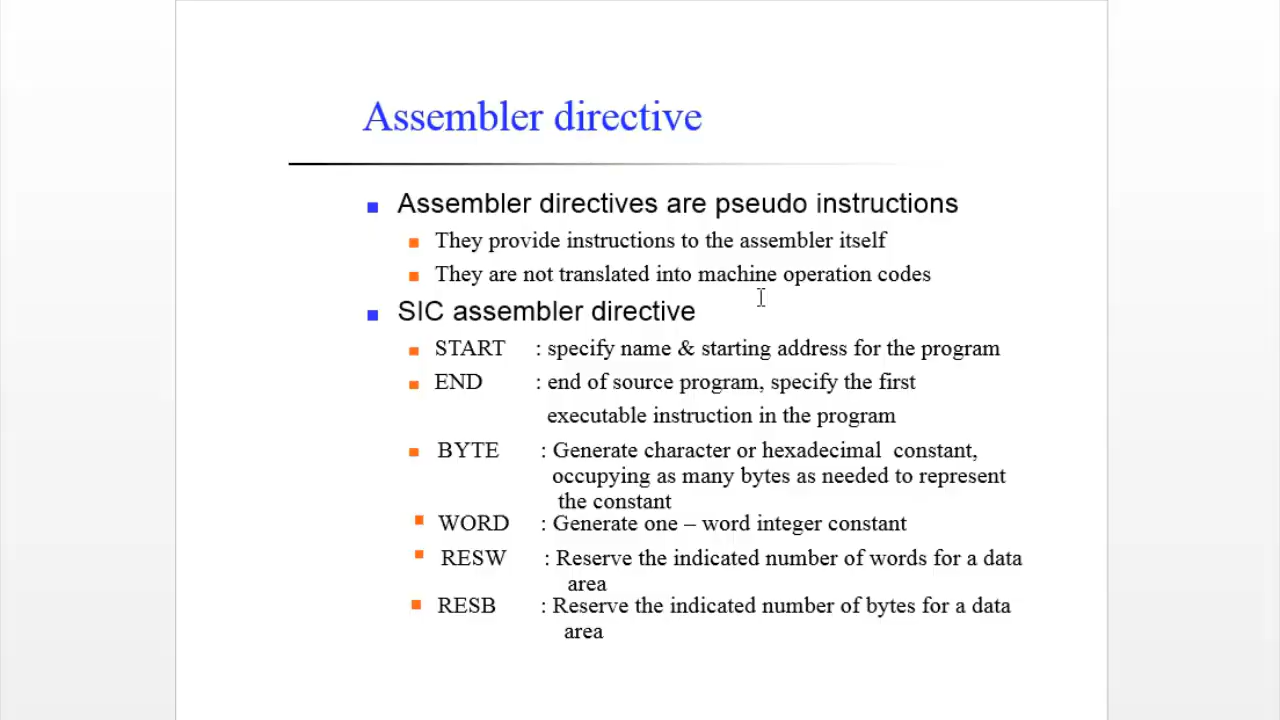 Assembler directive
Assembler directives are pseudo instructions
They provide instructions to the assembler itself
They are not translated into machine operation codes
SIC assembler directive
START : specify name & starting address for the program
END : end of source program, specify the first
executable instruction in the program
BYTE : Generate character or hexadecimal constant,
occupying as many bytes as needed to represent
the constant
WORD : Generate one – word integer constant
RESW : Reserve the indicated number of words for a data
area
RESB : Reserve the indicated number of bytes for a data
area